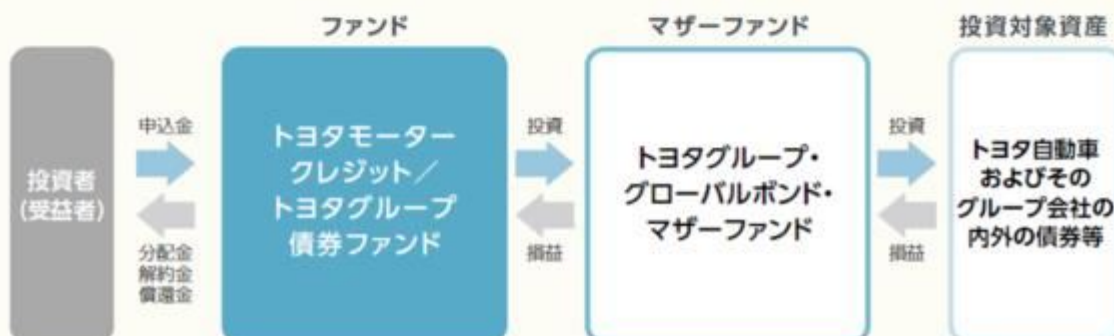 ファンド
マザーファンド
投資対象資産
投資者
(受益者)
申込金
分配金
解約金
償還金
トヨタモーター
クレジット／
トヨタグループ
債券ファンド
投資
損益
トヨタグループ・
グローバルボンド・
マザーファンド
投資
損益
トヨタ自動車
およびその
グループ会社の
内外の債券等